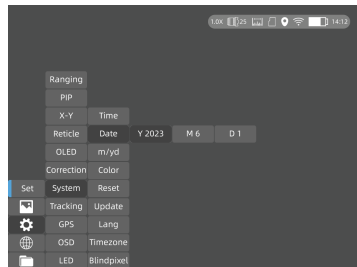 1.0X 25 14:12
Ranging
PIP
X-Y Time
Reticle Date Y 2023 M 6 D 1
OLED m/yd
Correction Color
Set System Reset
Tracking Update
GPS Lang
OSD Timezone
LED Blindpixel